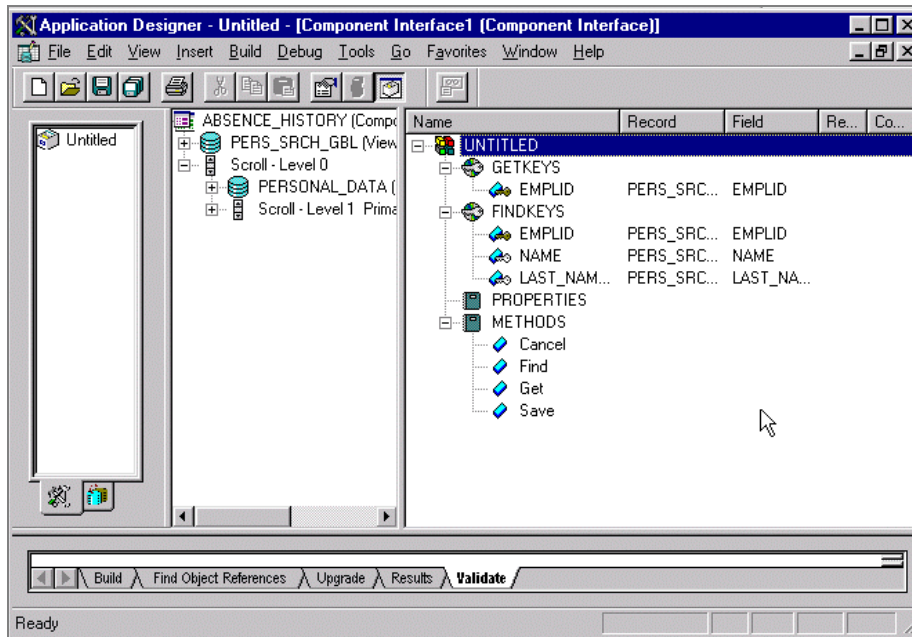 Application Designer - Untitled - [Component Interface1 (Component Interface)]
File Edit View Insert Build Debug Tools Go Favorites Window Help
Untitled
ABSENCE_HISTORY (Compo
PERS_SRCH_GBL (View
Scroll - Level 0
PERSONAL_DATA (
Scroll - Level 1 Prima
Name Record Field Re... Co...
UNTITLED
GETKEYS
EMPLID PERS_SRC... EMPLID
FINDKEYS
EMPLID PERS_SRC... EMPLID
NAME PERS_SRC... NAME
LAST_NAM... PERS_SRC... LAST_NA...
PROPERTIES
METHODS
Cancel
Find
Get
Save
Build Find Object References Upgrade Results Validate
Ready